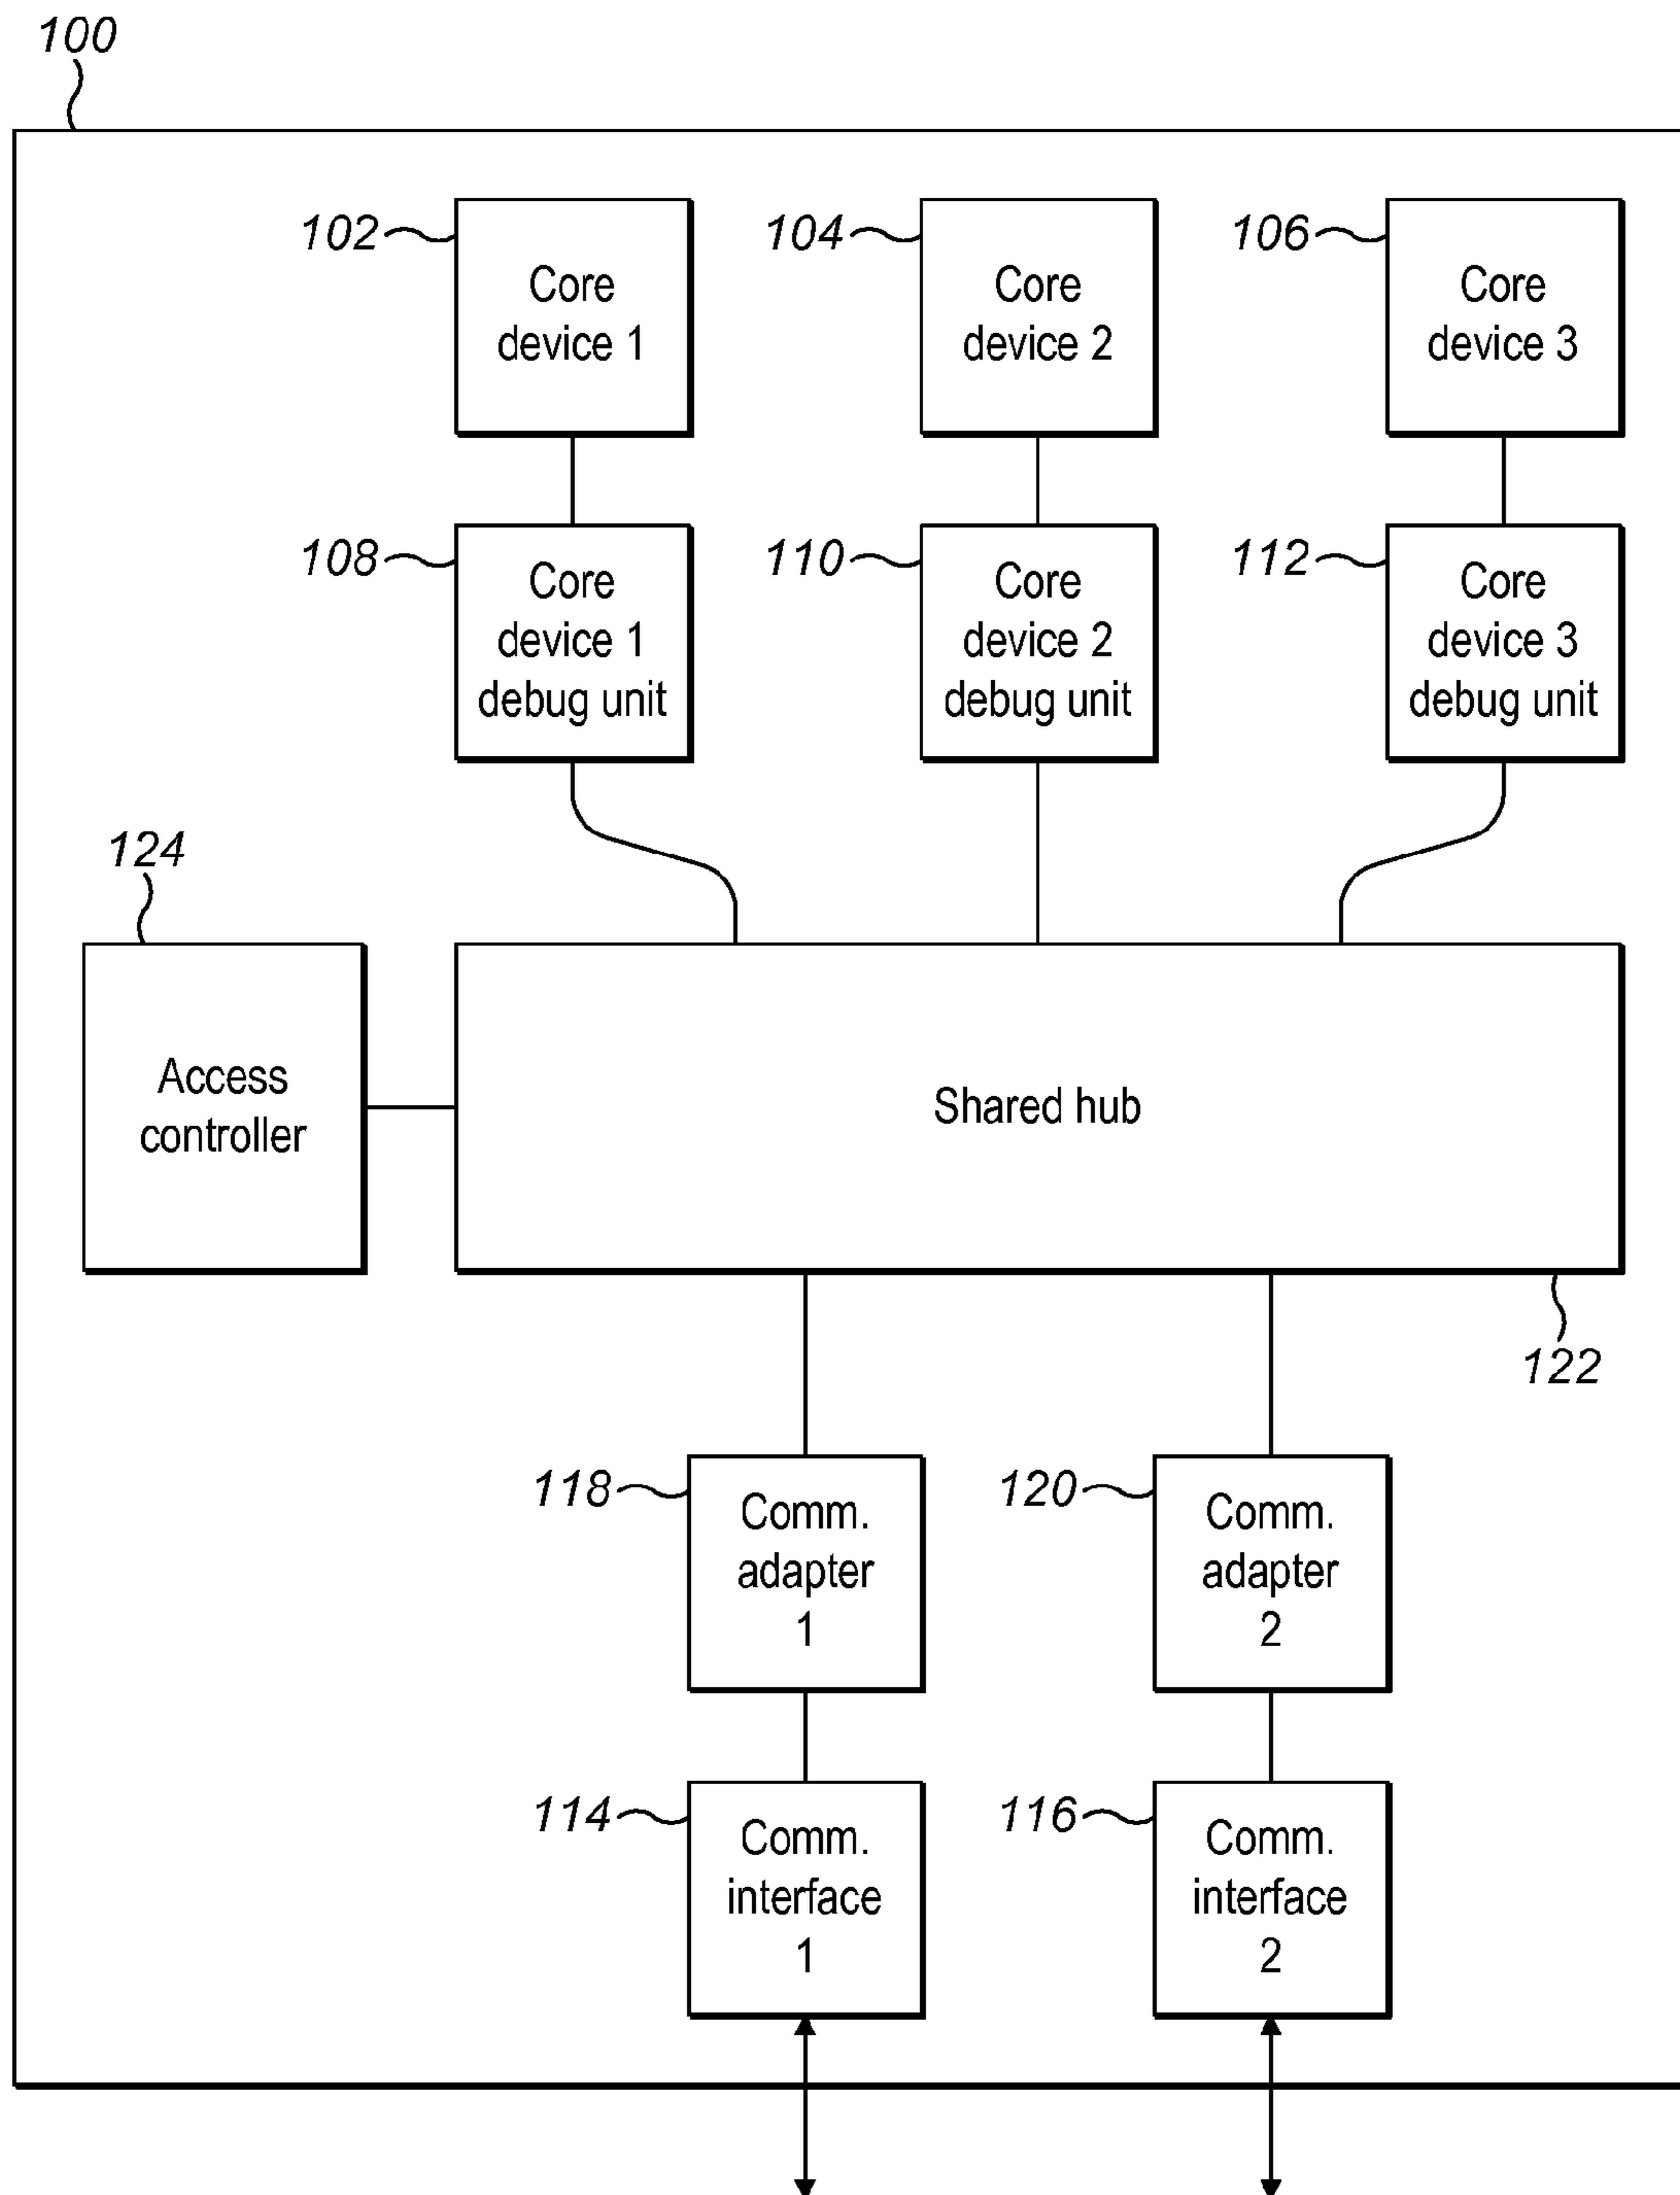 100
102
Core
device 1
104
Core
device 2
106
Core
device 3
108
Core
device 1
debug unit
110
Core
device 2
debug unit
112
Core
device 3
debug unit
124
Access
controller
Shared hub
122
118
Comm.
adapter
1
120
Comm.
adapter
2
114
Comm.
interface
1
116
Comm.
interface
2